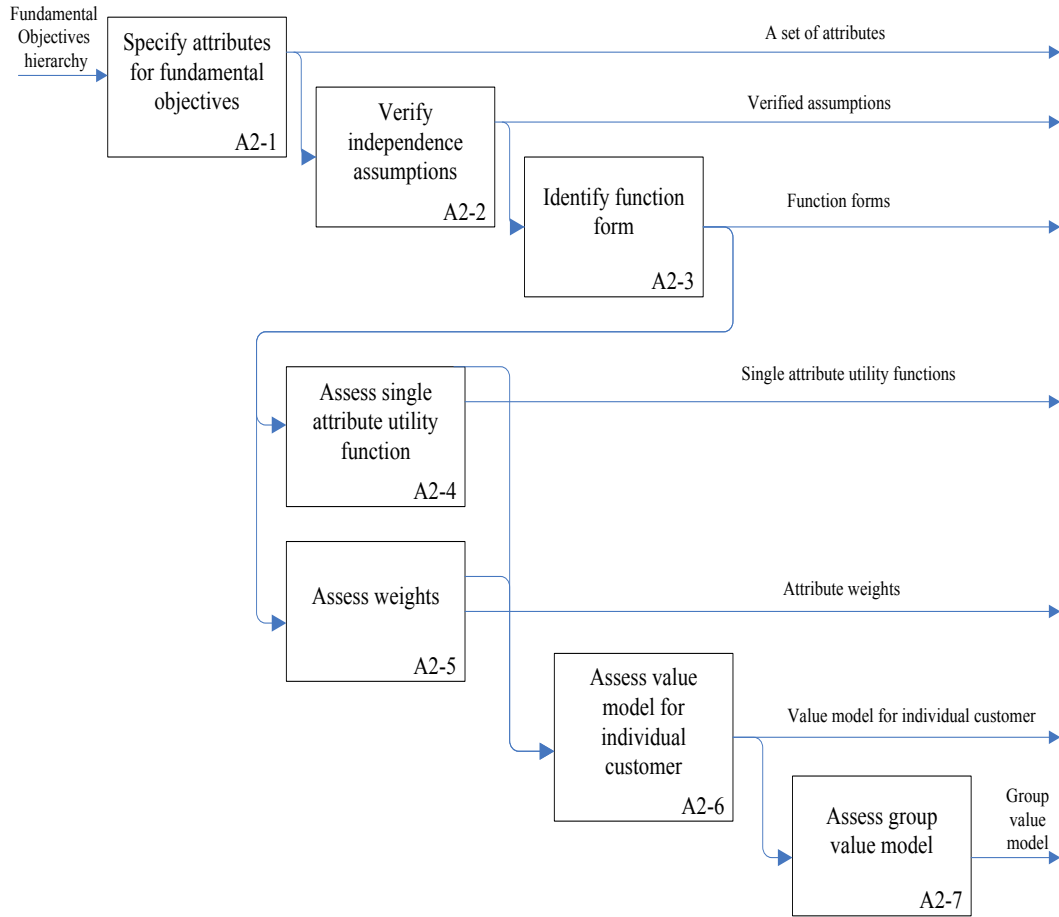 Fundamental
Objectives
hierarchy
Specify attributes
for fundamental
objectives
A2-1
A set of attributes
Verify
independence
assumptions
A2-2
Verified assumptions
Identify function
form
A2-3
Function forms
Assess single
attribute utility
function
A2-4
Single attribute utility functions
Assess weights
A2-5
Attribute weights
Assess value
model for
individual
customer
A2-6
Value model for individual customer
Assess group
value model
A2-7
Group
value
model